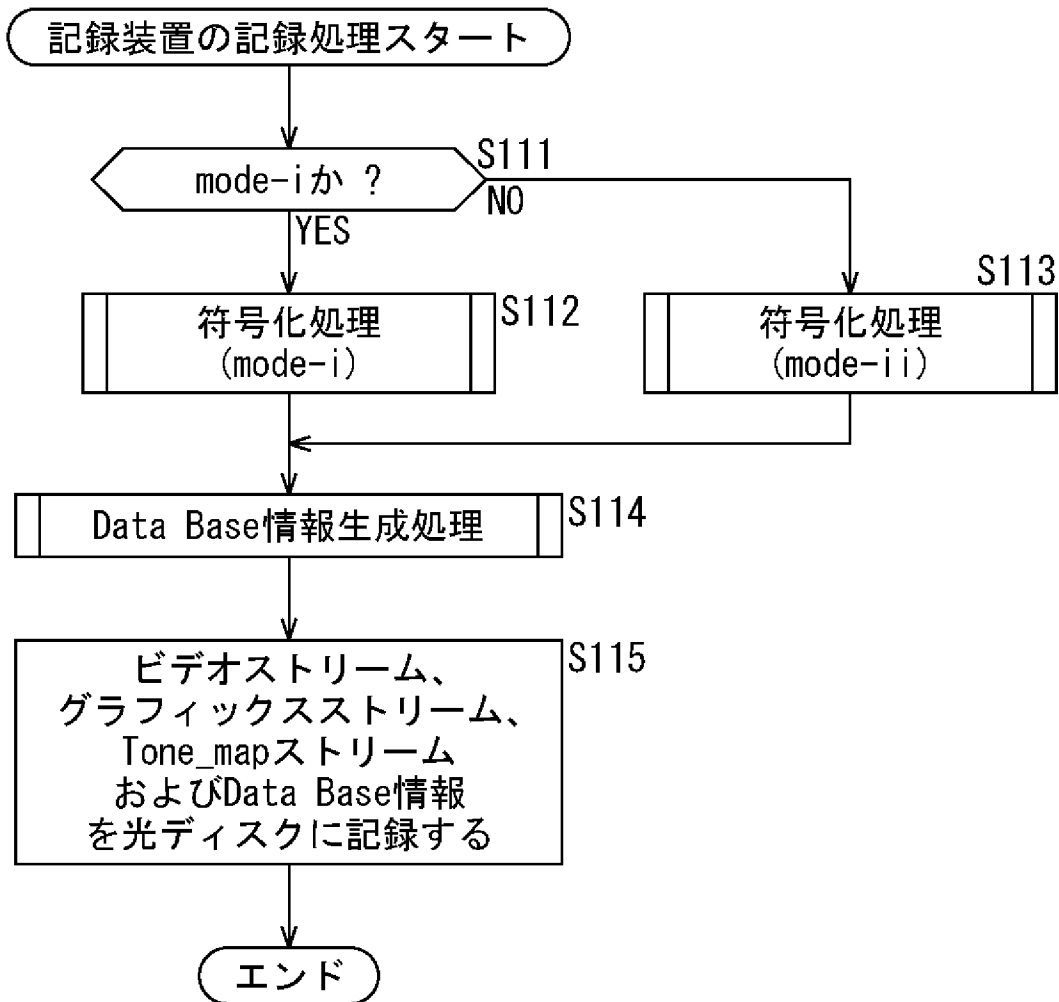 記録装置の記録処理スタート
mode-iか ?
S111
NO
YES
符号化処理
(mode-i)
S112
符号化処理
(mode-ii)
S113
Data Base情報生成処理
S114
ビデオストリーム、
グラフィックスストリーム、
Tone_mapストリーム
およびData Base情報
を光ディスクに記録する
S115
エンド